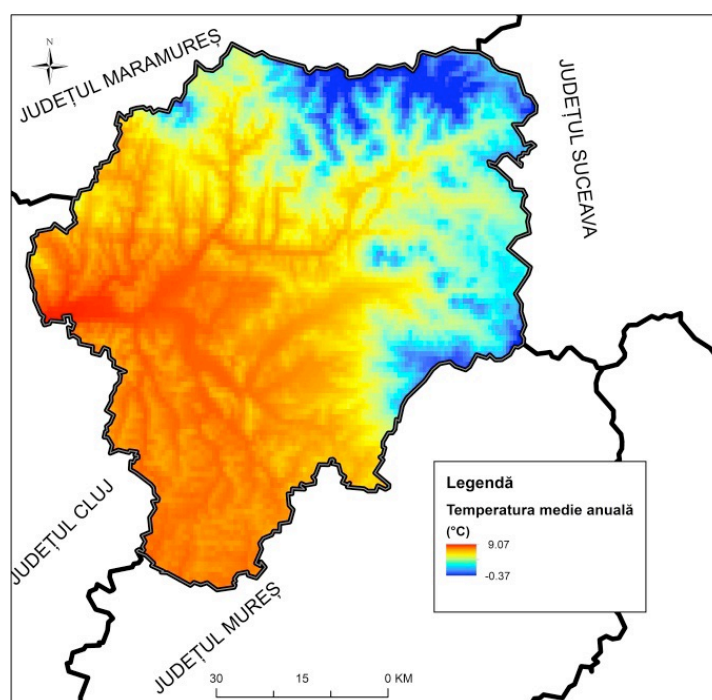 JUDEȚUL MARAMUREȘ
JUDEȚUL SUCEAVA
JUDEȚUL CLUJ
JUDEȚUL MUREȘ
Legendă
Temperatura medie anuală
(°C)
9.07
-0.37
30 15 0 KM